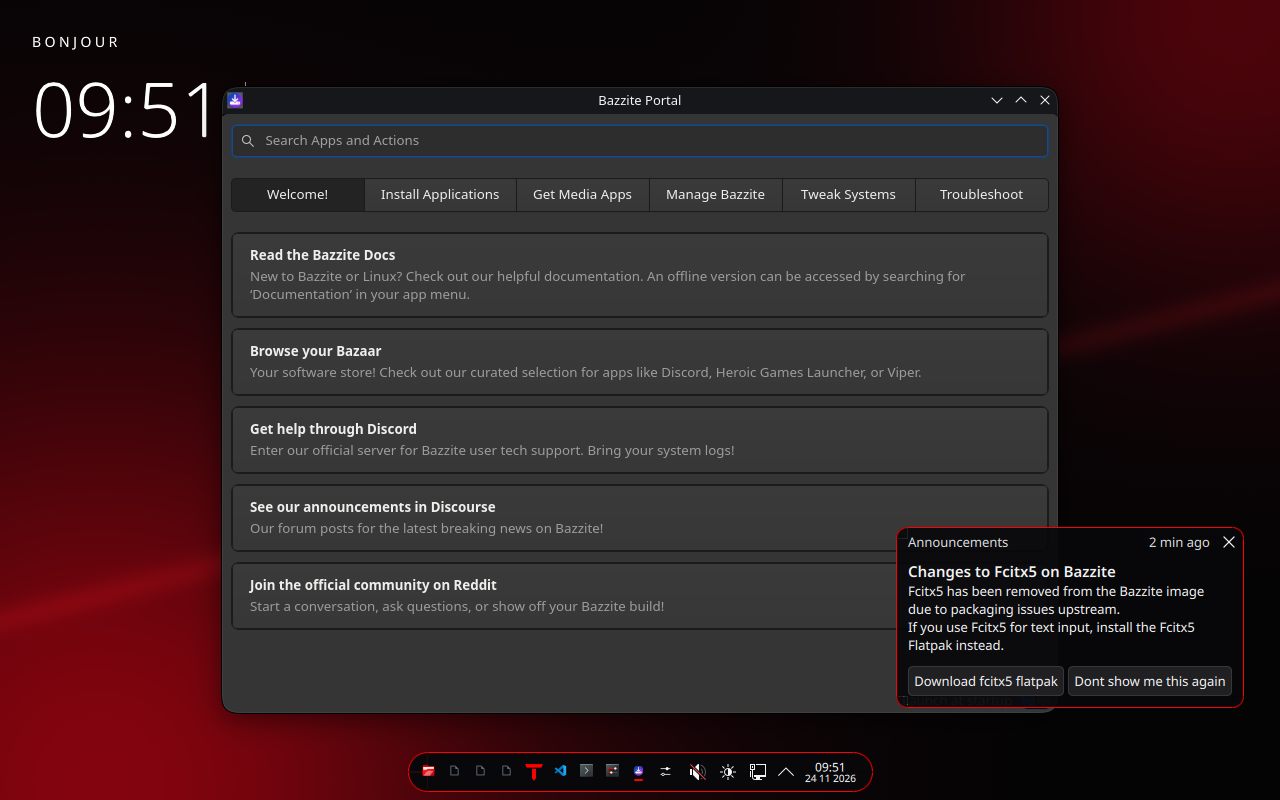 BONJOUR
09:51
Bazzite Portal
Search Apps and Actions
Welcome!
Install Applications
Get Media Apps
Manage Bazzite
Tweak Systems
Troubleshoot
Read the Bazzite Docs
New to Bazzite or Linux? Check out our helpful documentation. An offline version can be accessed by searching for
‘Documentation’ in your app menu.
Browse your Bazaar
Your software store! Check out our curated selection for apps like Discord, Heroic Games Launcher, or Viper.
Get help through Discord
Enter our official server for Bazzite user tech support. Bring your system logs!
See our announcements in Discourse
Our forum posts for the latest breaking news on Bazzite!
Join the official community on Reddit
Start a conversation, ask questions, or show off your Bazzite build!
Announcements
2 min ago
Changes to Fcitx5 on Bazzite
Fcitx5 has been removed from the Bazzite image
due to packaging issues upstream.
If you use Fcitx5 for text input, install the Fcitx5
Flatpak instead.
Download fcitx5 flatpak
Dont show me this again
09:51
24 11 2026